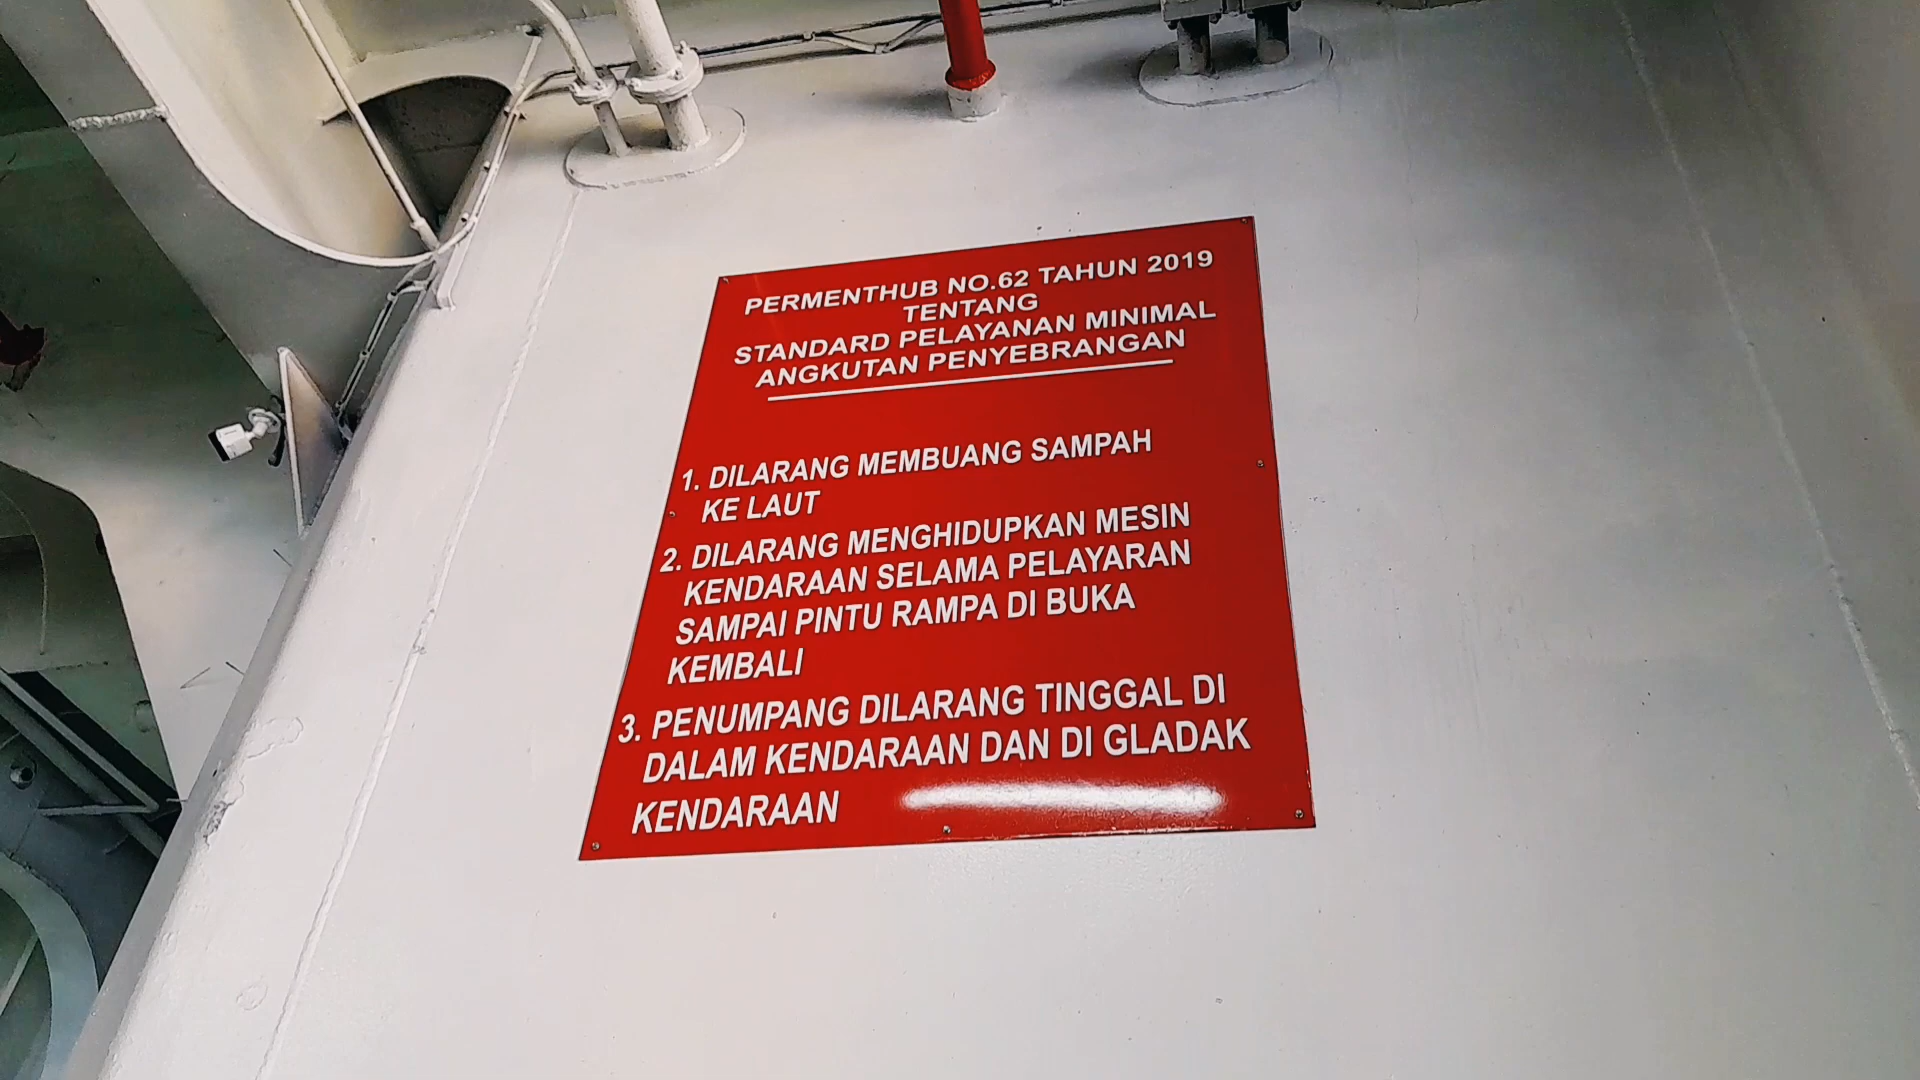 PERMENTHUB NO.62 TAHUN 2019
TENTANG
STANDARD PELAYANAN MINIMAL
ANGKUTAN PENYEBRANGAN
1. DILARANG MEMBUANG SAMPAH
KE LAUT
2. DILARANG MENGHIDUPKAN MESIN
KENDARAAN SELAMA PELAYARAN
SAMPAI PINTU RAMPA DI BUKA
KEMBALI
3. PENUMPANG DILARANG TINGGAL DI
DALAM KENDARAAN DAN DI GLADAK
KENDARAAN